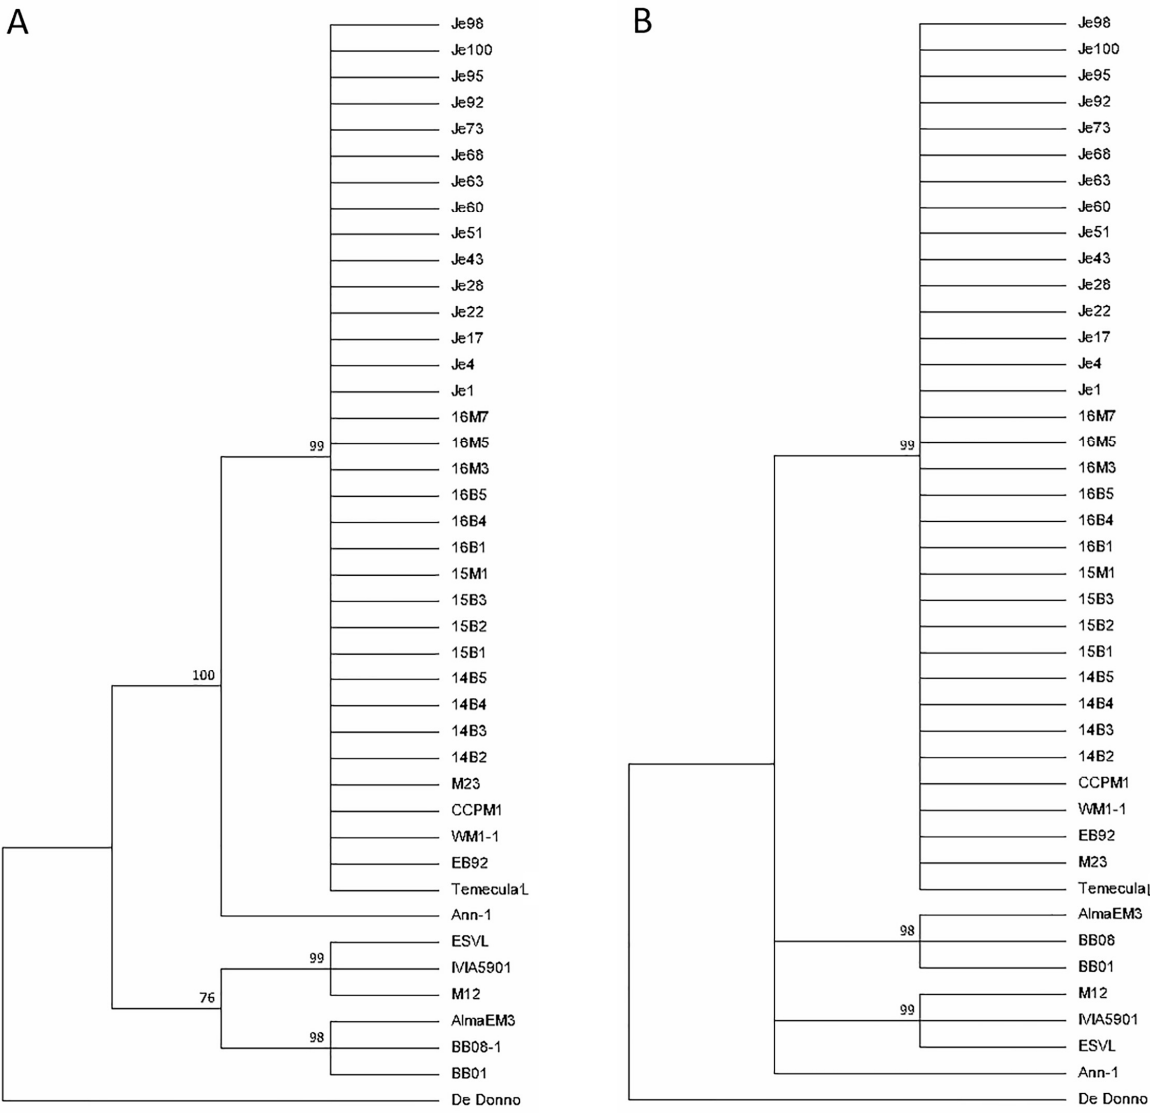 A
Je98
Je100
Je95
Je92
Je73
Je68
Je63
Je60
Je51
Je43
Je28
Je22
Je17
Je4
Je1
16M7
16M5
99
16M3
16B5
16B4
16B1
15M1
15B3
15B2
15B1
100
14B5
14B4
14B3
14B2
M23
CCPM1
WM1-1
EB92
Temecula1L
Ann-1
ESVL
99
IVIA5901
M12
76
AlmaEM3
98
BB08-1
BB01
De Donno
B
Je98
Je100
Je95
Je92
Je73
Je68
Je63
Je60
Je51
Je43
Je28
Je22
Je17
Je4
Je1
16M7
16M5
99
16M3
16B5
16B4
16B1
15M1
15B3
15B2
15B1
14B5
14B4
14B3
14B2
CCPM1
WM1-1
EB92
M23
TemeculaL
AlmaEM3
98
BB08
BB01
M12
99
IVIA5901
ESVL
Ann-1
De Donno